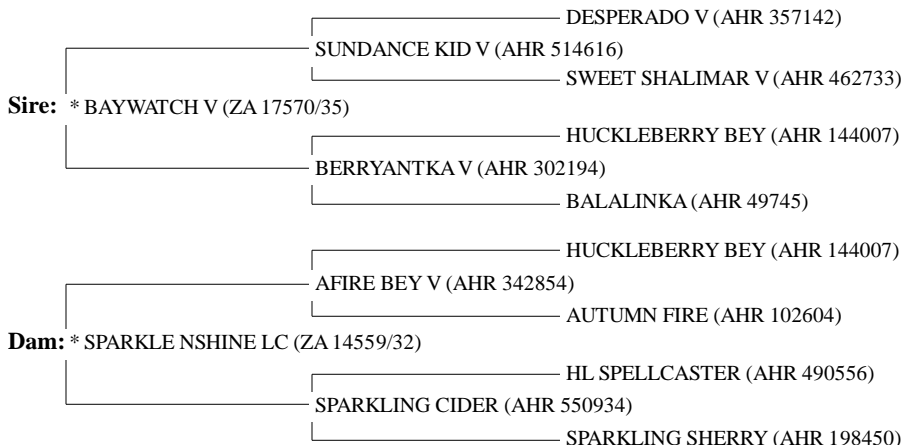 DESPERADO V (AHR 357142)
SUNDANCE KID V (AHR 514616)
SWEET SHALIMAR V (AHR 462733)
Sire: * BAYWATCH V (ZA 17570/35)
HUCKLEBERRY BEY (AHR 144007)
BERRYANTKA V (AHR 302194)
BALALINKA (AHR 49745)
HUCKLEBERRY BEY (AHR 144007)
AFIRE BEY V (AHR 342854)
AUTUMN FIRE (AHR 102604)
Dam: * SPARKLE NSHINE LC (ZA 14559/32)
HL SPELLCASTER (AHR 490556)
SPARKLING CIDER (AHR 550934)
SPARKLING SHERRY (AHR 198450)